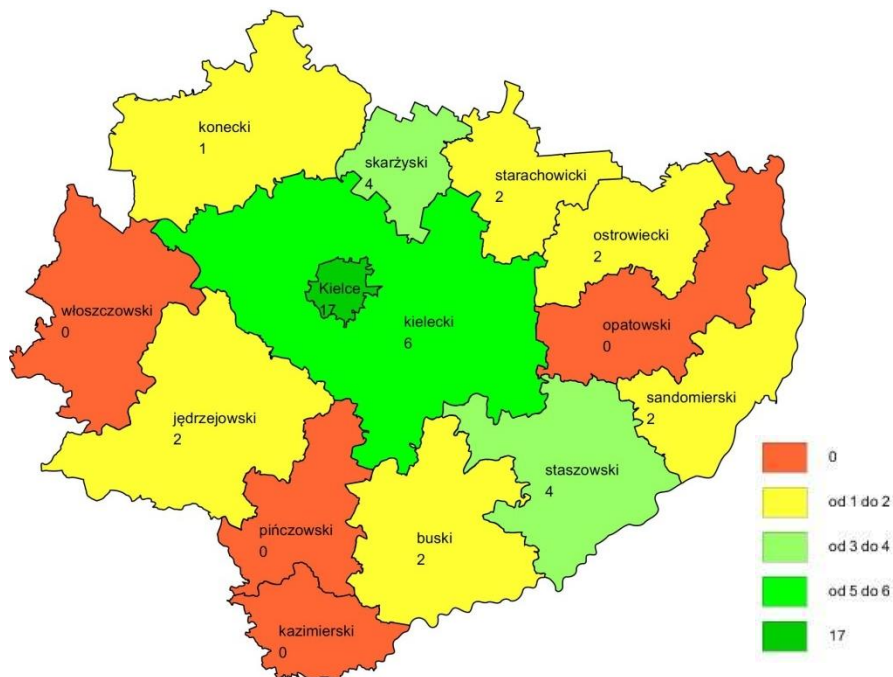 konecki
1
skarżyski
4
starachowicki
2
ostrowiecki
2
Kielce
17
włoszczowski
0
kielecki
6
opatowski
0
sandomierski
2
jędrzejowski
2
staszowski
4
pińczowski
0
buski
2
kazimierski
0
0
od 1 do 2
od 3 do 4
od 5 do 6
17